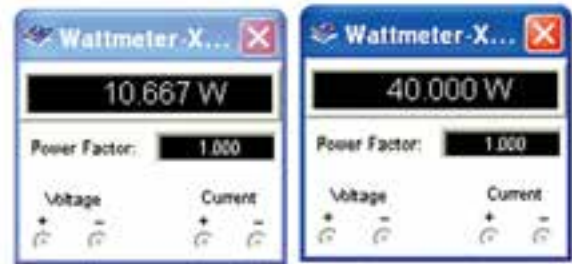 Wattmeter-X...
10.667 W
Power Factor: 1.000
Voltage Current
+ - + -
Wattmeter-X...
40.000 W
Power Factor: 1.000
Voltage Current
+ - + -